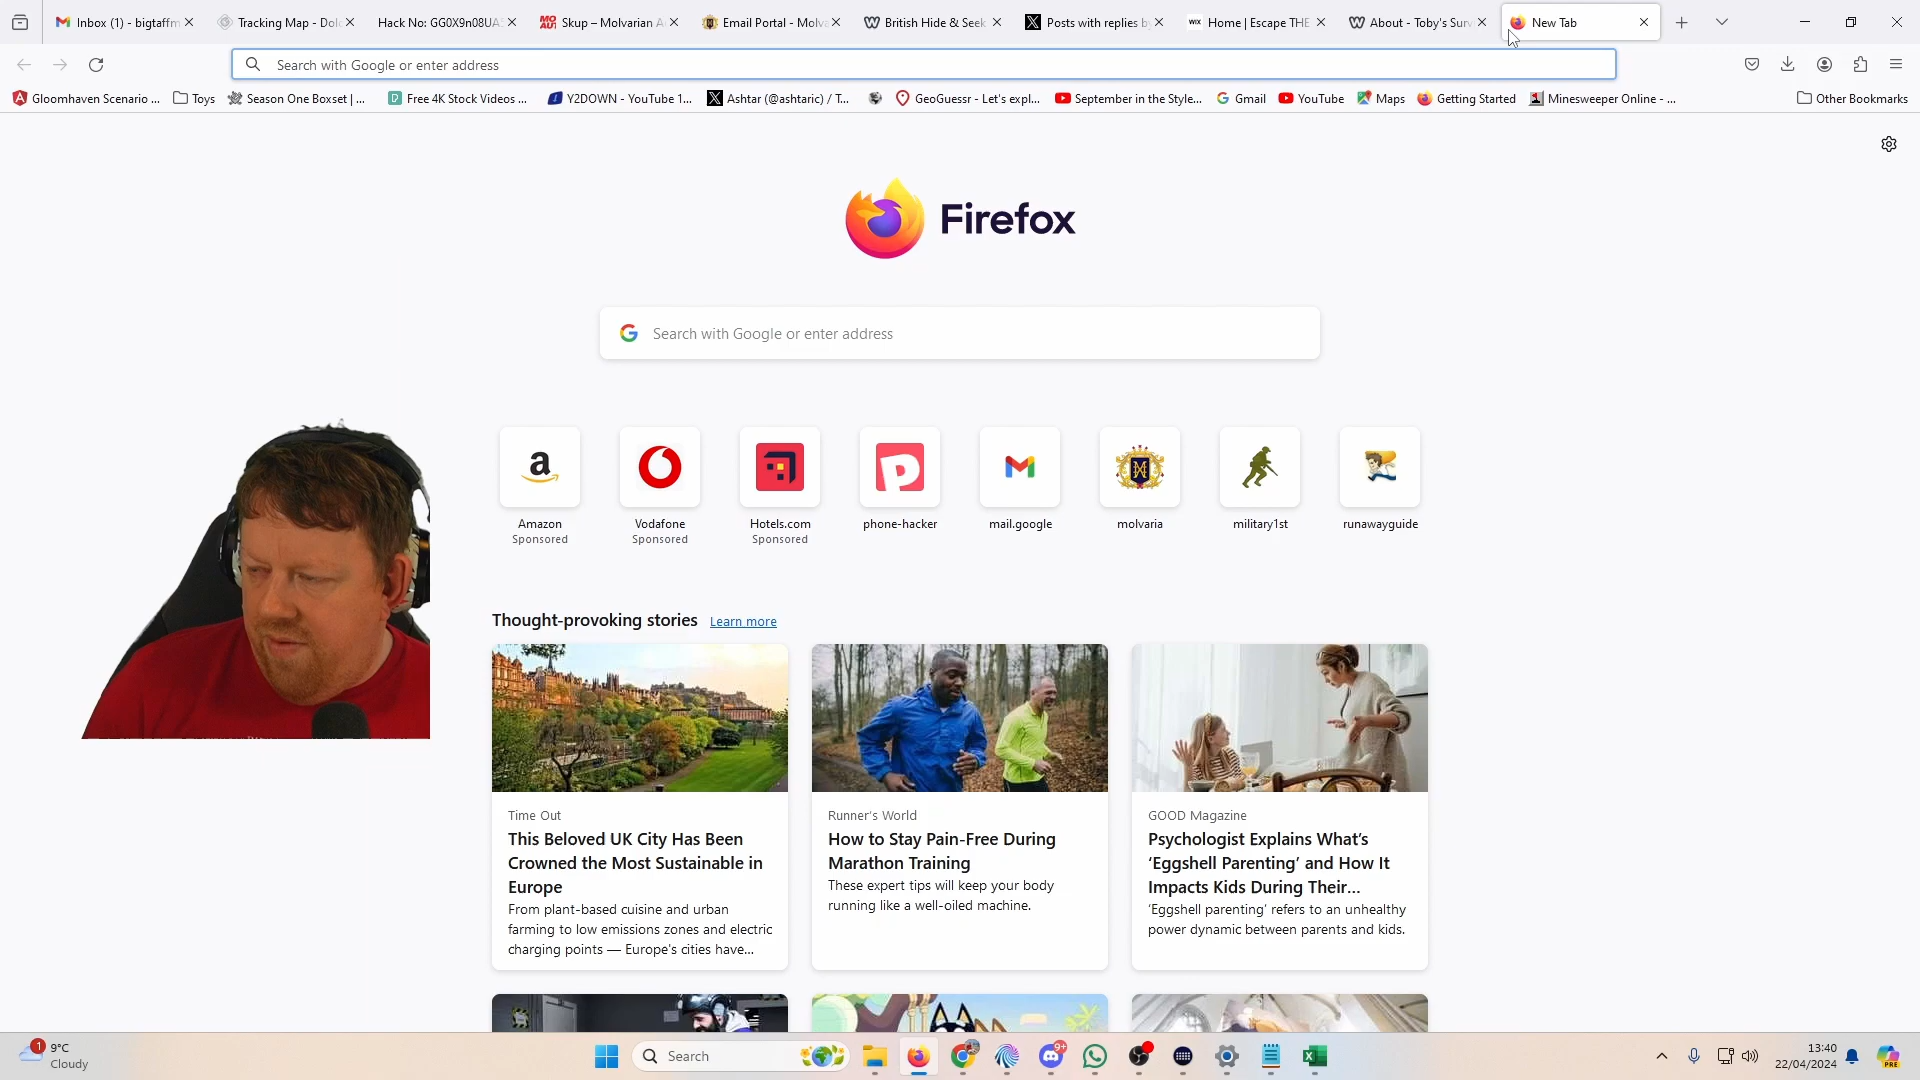 Inbox (1) - bigtaffm
Tracking Map - Dol
Hack No: GG0X9n08UA
MO AUT Skup – Molvarian A
Email Portal - Molva
British Hide & Seek
Posts with replies b
WIX Home | Escape THE
About - Toby's Surv
New Tab
Search with Google or enter address
Gloomhaven Scenario ...
Toys
Season One Boxset | ...
Free 4K Stock Videos ...
Y2DOWN - YouTube 1...
Ashtar (@ashtaric) / T...
GeoGuessr - Let's expl...
September in the Style...
Gmail
YouTube
Maps
Getting Started
Minesweeper Online - ...
Other Bookmarks
Firefox
Search with Google or enter address
Amazon
Sponsored
Vodafone
Sponsored
Hotels.com
Sponsored
phone-hacker
mail.google
molvaria
military1st
runawayguide
Thought-provoking stories Learn more
Time Out
This Beloved UK City Has Been
Crowned the Most Sustainable in
Europe
From plant-based cuisine and urban
farming to low emissions zones and electric
charging points — Europe's cities have...
Runner's World
How to Stay Pain-Free During
Marathon Training
These expert tips will keep your body
running like a well-oiled machine.
GOOD Magazine
Psychologist Explains What's
'Eggshell Parenting' and How It
Impacts Kids During Their...
'Eggshell parenting' refers to an unhealthy
power dynamic between parents and kids.
1
9°C
Cloudy
Search
9+
13:40
22/04/2024
PRE